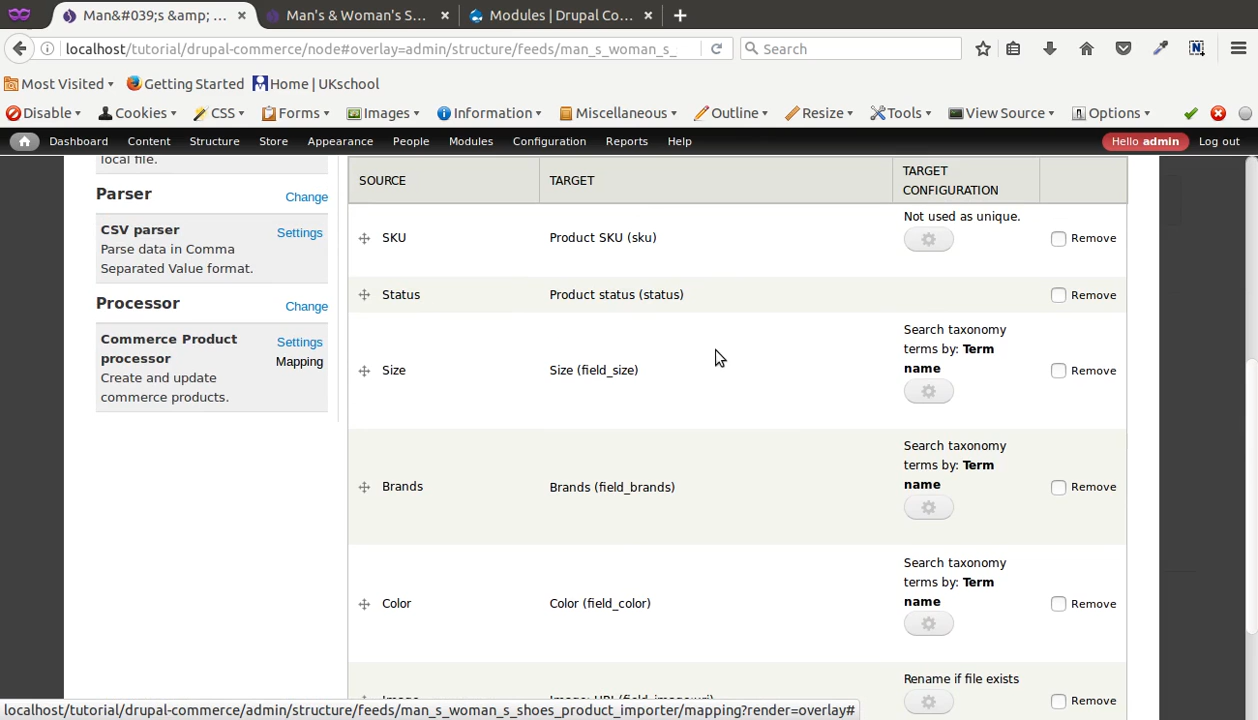 Man&#039;s &amp; ...
Man's & Woman's S...
Modules | Drupal Co...
localhost/tutorial/drupal-commerce/node#overlay=admin/structure/feeds/man_s_woman_s_
Search
Most Visited
Getting Started
Home | UKschool
Disable
Cookies
CSS
Forms
Images
Information
Miscellaneous
Outline
Resize
Tools
View Source
Options
Dashboard
Content
Structure
Store
Appearance
People
Modules
Configuration
Reports
Help
Hello admin
Log out
local file.
Parser
Change
CSV parser
Settings
Parse data in Comma
Separated Value format.
Processor
Change
Commerce Product
processor
Settings
Mapping
Create and update
commerce products.
SOURCE
TARGET
TARGET
CONFIGURATION
SKU
Product SKU (sku)
Not used as unique.
Remove
Status
Product status (status)
Remove
Size
Size (field_size)
Search taxonomy
terms by: Term
name
Remove
Brands
Brands (field_brands)
Search taxonomy
terms by: Term
name
Remove
Color
Color (field_color)
Search taxonomy
terms by: Term
name
Remove
Image
Image: URI (field_image:uri)
Rename if file exists
Remove
localhost/tutorial/drupal-commerce/admin/structure/feeds/man_s_woman_s_shoes_product_importer/mapping?render=overlay#